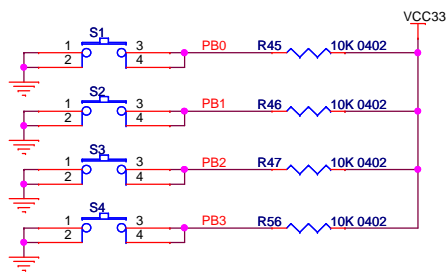 VCC33
S1
1 3 PB0 R45 10K 0402
2 4
S2
1 3 PB1 R46 10K 0402
2 4
S3
1 3 PB2 R47 10K 0402
2 4
S4
1 3 PB3 R56 10K 0402
2 4